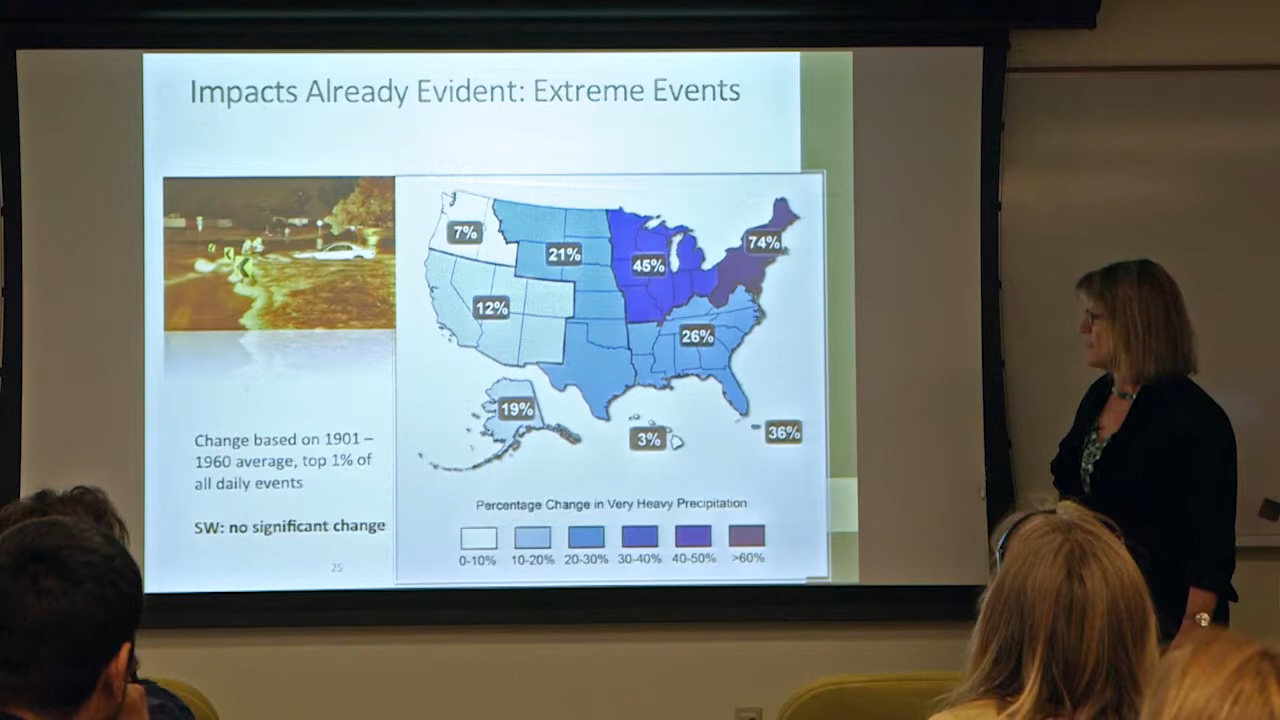 Impacts Already Evident: Extreme Events
7%
21%
45%
74%
12%
26%
19%
3%
36%
Change based on 1901 –
1960 average, top 1% of
all daily events
SW: no significant change
25
Percentage Change in Very Heavy Precipitation
0-10% 10-20% 20-30% 30-40% 40-50% >60%